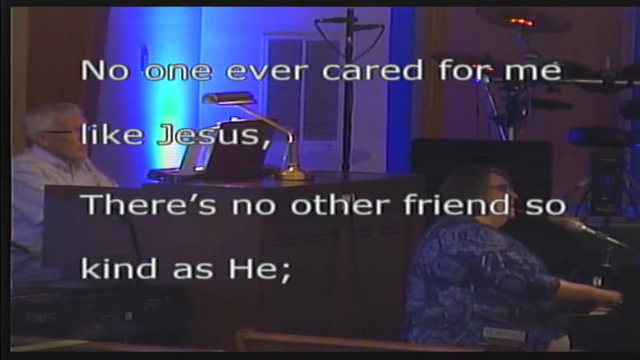 No one ever cared for me
like Jesus,
There's no other friend so
kind as He;